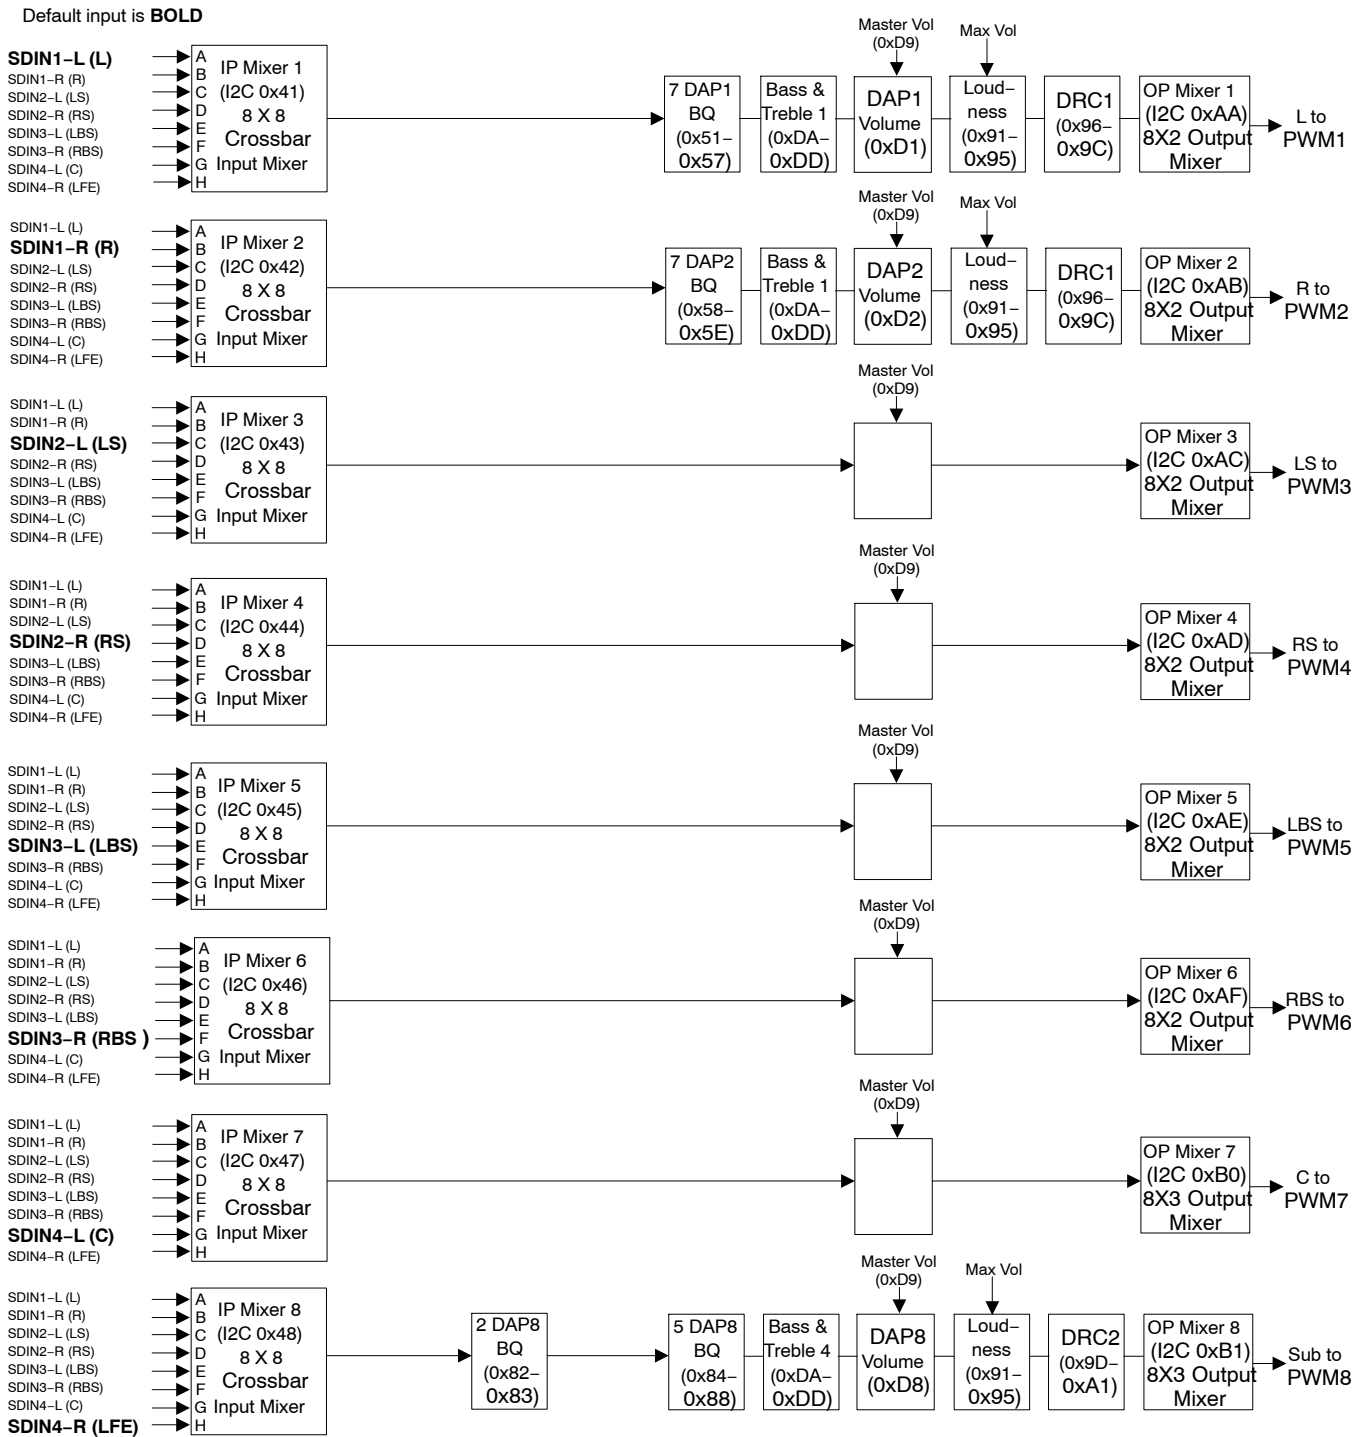 Default input is BOLD
Master Vol
(0xD9)
Max Vol
SDIN1−L (L)
SDIN1−R (R)
SDIN2−L (LS)
SDIN2−R (RS)
SDIN3−L (LBS)
SDIN3−R (RBS)
SDIN4−L (C)
SDIN4−R (LFE)
A
B
C
D
E
F
G
H
IP Mixer 1
(I2C 0x41)
8 X 8
Crossbar
Input Mixer
7 DAP1
BQ
(0x51−
0x57)
Bass &
Treble 1
(0xDA−
0xDD)
DAP1
Volume
(0xD1)
Loud−
ness
(0x91−
0x95)
DRC1
(0x96−
0x9C)
OP Mixer 1
(I2C 0xAA)
8X2 Output
Mixer
L to
PWM1
Master Vol
(0xD9)
Max Vol
SDIN1−L (L)
SDIN1−R (R)
SDIN2−L (LS)
SDIN2−R (RS)
SDIN3−L (LBS)
SDIN3−R (RBS)
SDIN4−L (C)
SDIN4−R (LFE)
A
B
C
D
E
F
G
H
IP Mixer 2
(I2C 0x42)
8 X 8
Crossbar
Input Mixer
7 DAP2
BQ
(0x58−
0x5E)
Bass &
Treble 1
(0xDA−
0xDD)
DAP2
Volume
(0xD2)
Loud−
ness
(0x91−
0x95)
DRC1
(0x96−
0x9C)
OP Mixer 2
(I2C 0xAB)
8X2 Output
Mixer
R to
PWM2
Master Vol
(0xD9)
SDIN1−L (L)
SDIN1−R (R)
SDIN2−L (LS)
SDIN2−R (RS)
SDIN3−L (LBS)
SDIN3−R (RBS)
SDIN4−L (C)
SDIN4−R (LFE)
A
B
C
D
E
F
G
H
IP Mixer 3
(I2C 0x43)
8 X 8
Crossbar
Input Mixer
OP Mixer 3
(I2C 0xAC)
8X2 Output
Mixer
LS to
PWM3
Master Vol
(0xD9)
SDIN1−L (L)
SDIN1−R (R)
SDIN2−L (LS)
SDIN2−R (RS)
SDIN3−L (LBS)
SDIN3−R (RBS)
SDIN4−L (C)
SDIN4−R (LFE)
A
B
C
D
E
F
G
H
IP Mixer 4
(I2C 0x44)
8 X 8
Crossbar
Input Mixer
OP Mixer 4
(I2C 0xAD)
8X2 Output
Mixer
RS to
PWM4
Master Vol
(0xD9)
SDIN1−L (L)
SDIN1−R (R)
SDIN2−L (LS)
SDIN2−R (RS)
SDIN3−L (LBS)
SDIN3−R (RBS)
SDIN4−L (C)
SDIN4−R (LFE)
A
B
C
D
E
F
G
H
IP Mixer 5
(I2C 0x45)
8 X 8
Crossbar
Input Mixer
OP Mixer 5
(I2C 0xAE)
8X2 Output
Mixer
LBS to
PWM5
Master Vol
(0xD9)
SDIN1−L (L)
SDIN1−R (R)
SDIN2−L (LS)
SDIN2−R (RS)
SDIN3−L (LBS)
SDIN3−R (RBS )
SDIN4−L (C)
SDIN4−R (LFE)
A
B
C
D
E
F
G
H
IP Mixer 6
(I2C 0x46)
8 X 8
Crossbar
Input Mixer
OP Mixer 6
(I2C 0xAF)
8X2 Output
Mixer
RBS to
PWM6
Master Vol
(0xD9)
SDIN1−L (L)
SDIN1−R (R)
SDIN2−L (LS)
SDIN2−R (RS)
SDIN3−L (LBS)
SDIN3−R (RBS)
SDIN4−L (C)
SDIN4−R (LFE)
A
B
C
D
E
F
G
H
IP Mixer 7
(I2C 0x47)
8 X 8
Crossbar
Input Mixer
OP Mixer 7
(I2C 0xB0)
8X3 Output
Mixer
C to
PWM7
Master Vol
(0xD9)
Max Vol
SDIN1−L (L)
SDIN1−R (R)
SDIN2−L (LS)
SDIN2−R (RS)
SDIN3−L (LBS)
SDIN3−R (RBS)
SDIN4−L (C)
SDIN4−R (LFE)
A
B
C
D
E
F
G
H
IP Mixer 8
(I2C 0x48)
8 X 8
Crossbar
Input Mixer
2 DAP8
BQ
(0x82−
0x83)
5 DAP8
BQ
(0x84−
0x88)
Bass &
Treble 4
(0xDA−
0xDD)
DAP8
Volume
(0xD8)
Loud−
ness
(0x91−
0x95)
DRC2
(0x9D−
0xA1)
OP Mixer 8
(I2C 0xB1)
8X3 Output
Mixer
Sub to
PWM8